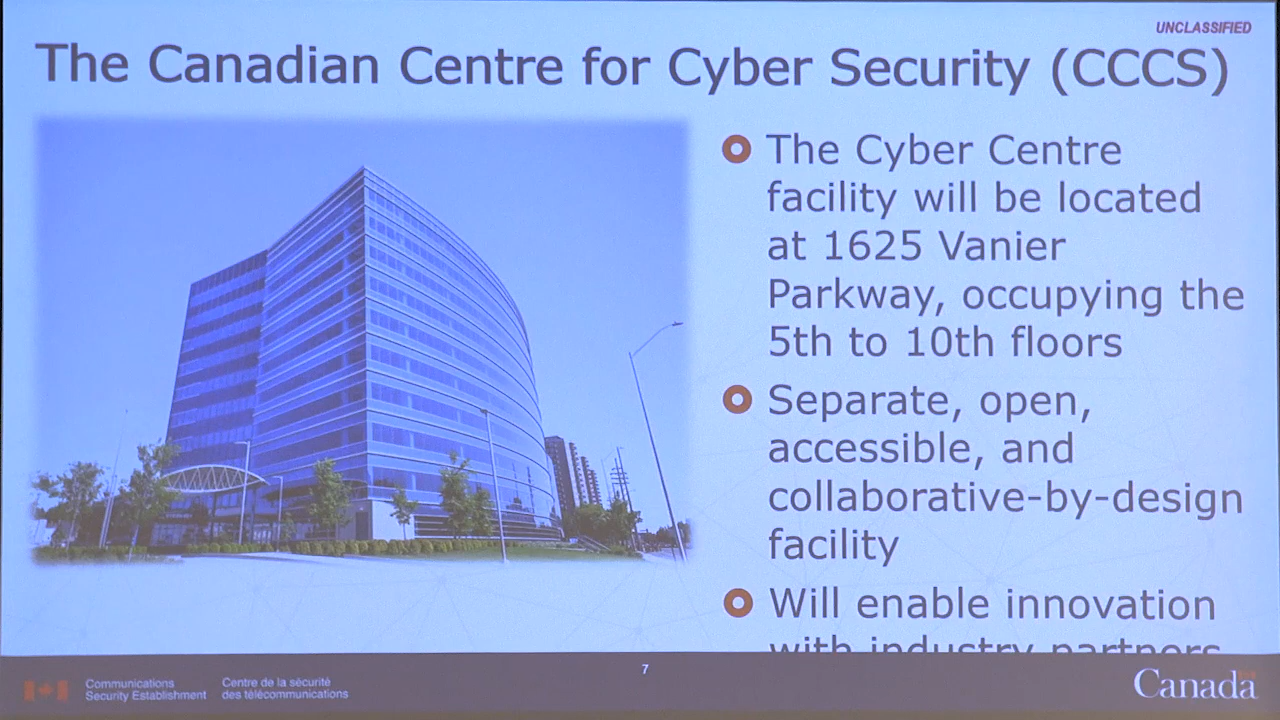 UNCLASSIFIED
The Canadian Centre for Cyber Security (CCCS)
The Cyber Centre
facility will be located
at 1625 Vanier
Parkway, occupying the
5th to 10th floors
Separate, open,
accessible, and
collaborative-by-design
facility
Will enable innovation
with industry partners
7
Communications
Security Establishment
Centre de la sécurité
des télécommunications
Canada